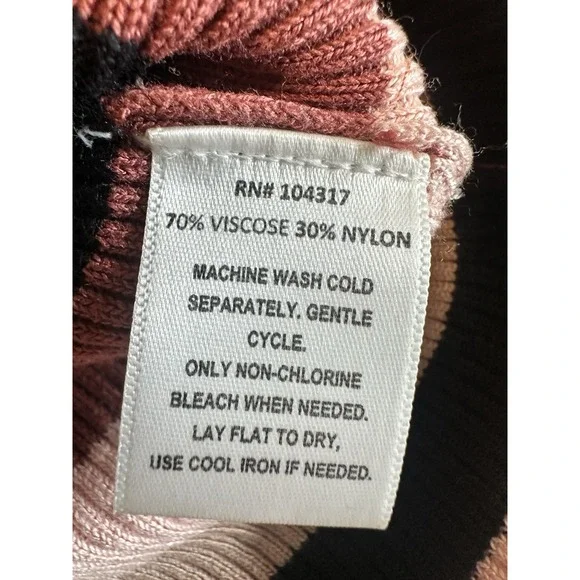 RN# 104317
70% VISCOSE 30% NYLON
MACHINE WASH COLD
SEPARATELY. GENTLE
CYCLE.
ONLY NON-CHLORINE
BLEACH WHEN NEEDED.
LAY FLAT TO DRY,
USE COOL IRON IF NEEDED.